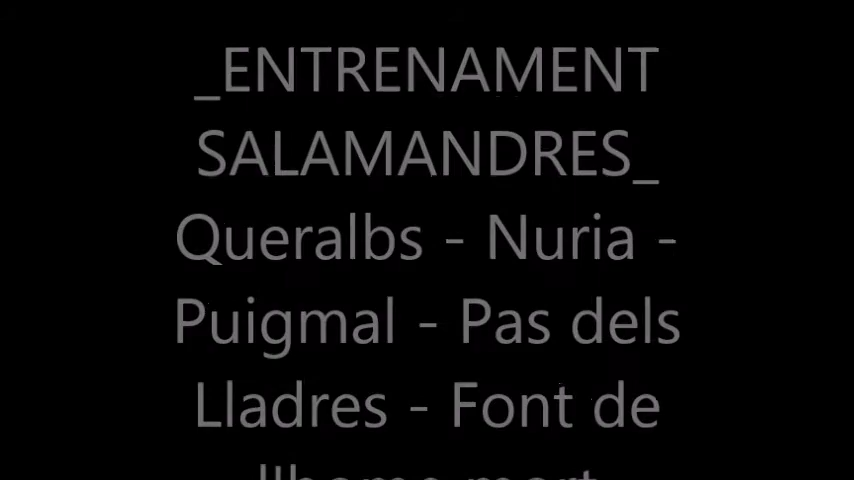 _ENTRENAMENT
SALAMANDRES_
Queralbs - Nuria -
Puigmal - Pas dels
Lladres - Font de